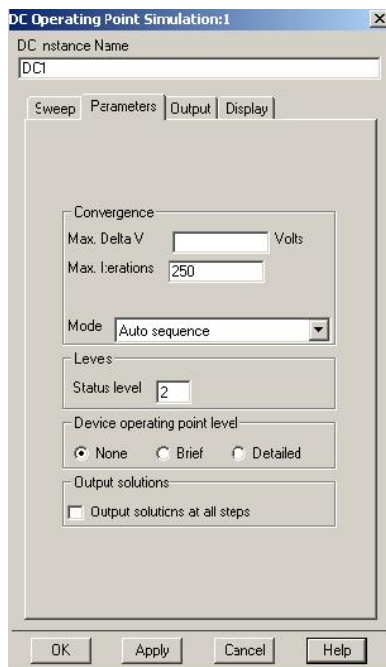 DC Operating Point Simulation:1
DC Instance Name
DC1
Sweep Parameters Output Display
Convergence
Max. Delta V Volts
Max. Iterations 250
Mode Auto sequence
Leves
Status level 2
Device operating point level
None Brief Detailed
Output solutions
Output solutions at all steps
OK Apply Cancel Help